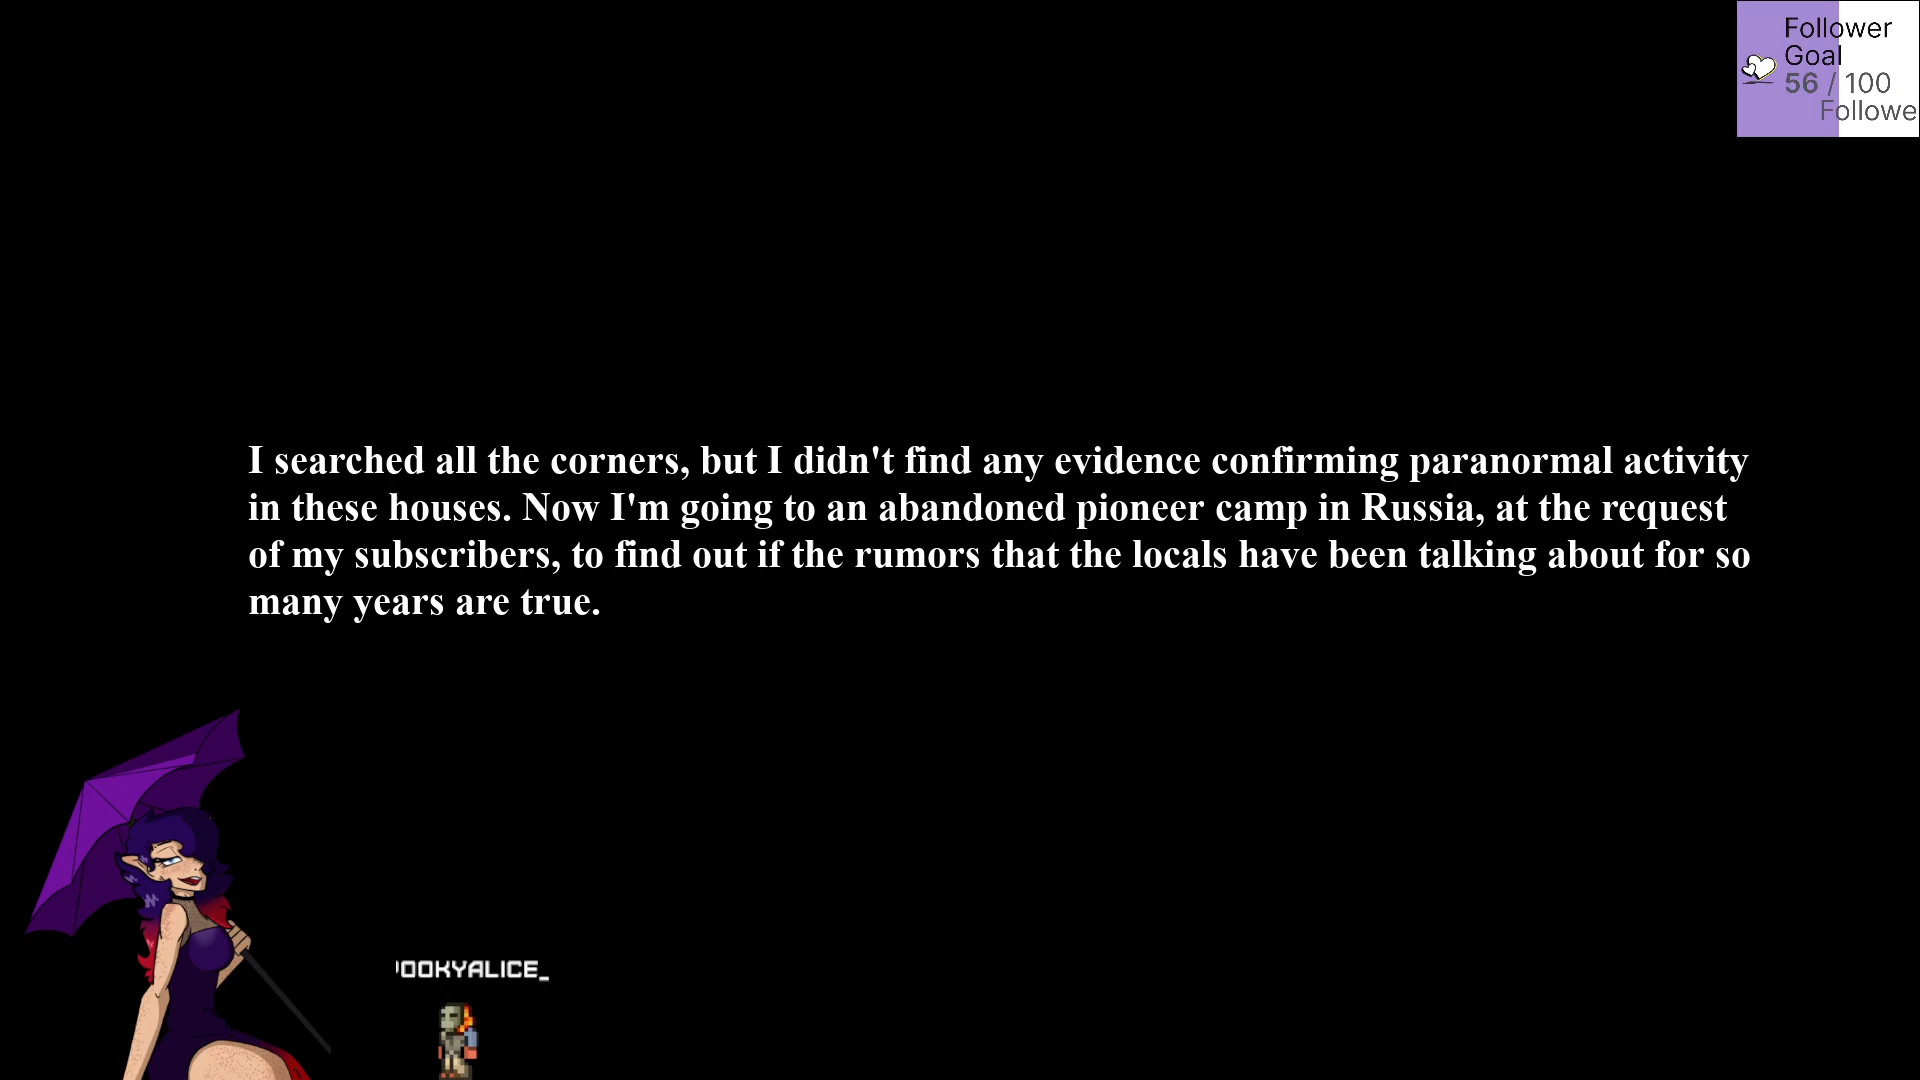 Follower
Goal
56 / 100
Followe
I searched all the corners, but I didn't find any evidence confirming paranormal activity
in these houses. Now I'm going to an abandoned pioneer camp in Russia, at the request
of my subscribers, to find out if the rumors that the locals have been talking about for so
many years are true.
OOKYALICE_